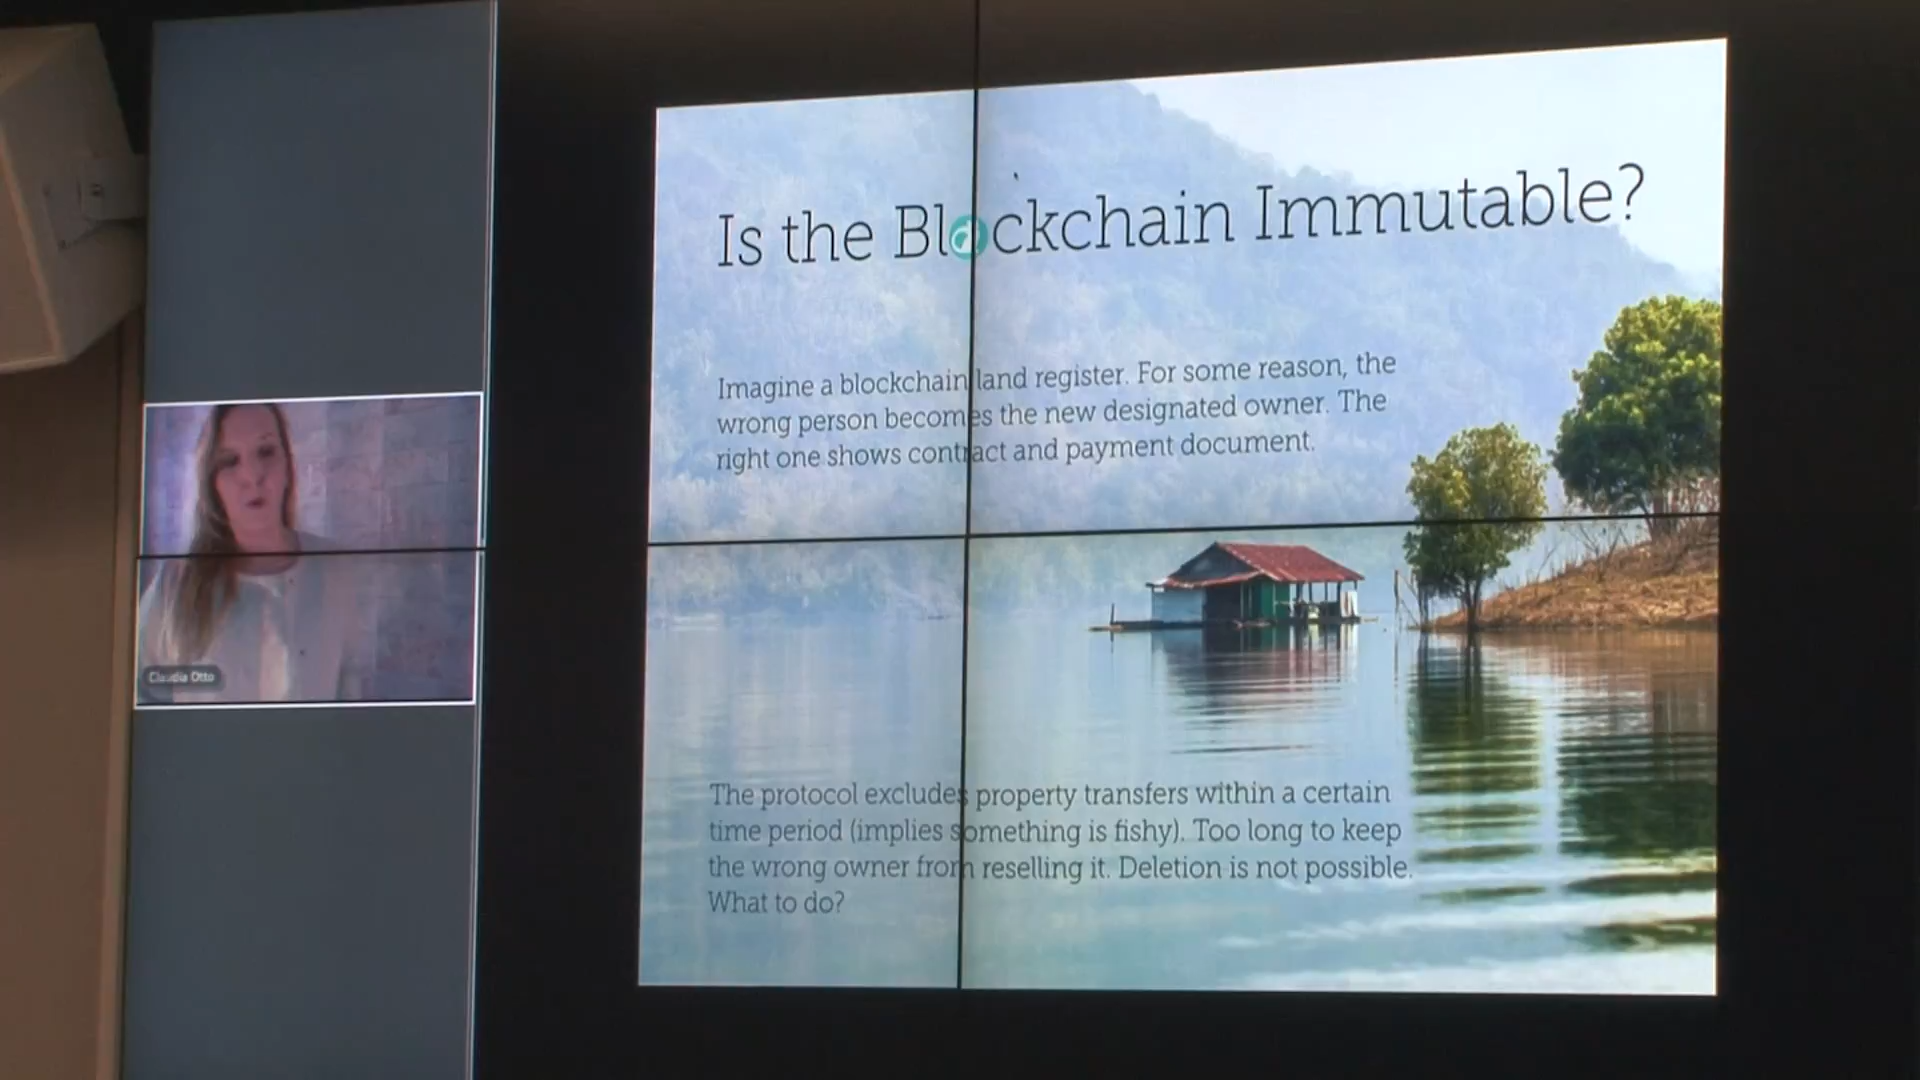 Is the Blockchain Immutable?
Imagine a blockchain land register. For some reason, the
wrong person becomes the new designated owner. The
right one shows contract and payment document.
Claudia Otto
The protocol excludes property transfers within a certain
time period (implies something is fishy). Too long to keep
the wrong owner from reselling it. Deletion is not possible.
What to do?